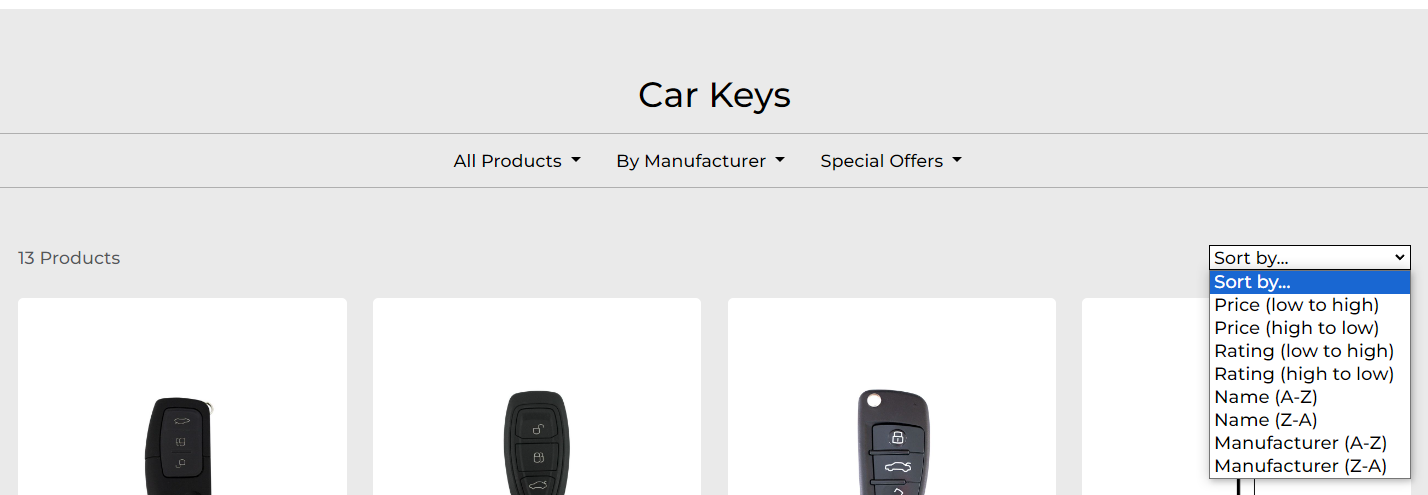 Car Keys
All Products By Manufacturer Special Offers
13 Products
Sort by...
Sort by...
Price (low to high)
Price (high to low)
Rating (low to high)
Rating (high to low)
Name (A-Z)
Name (Z-A)
Manufacturer (A-Z)
Manufacturer (Z-A)